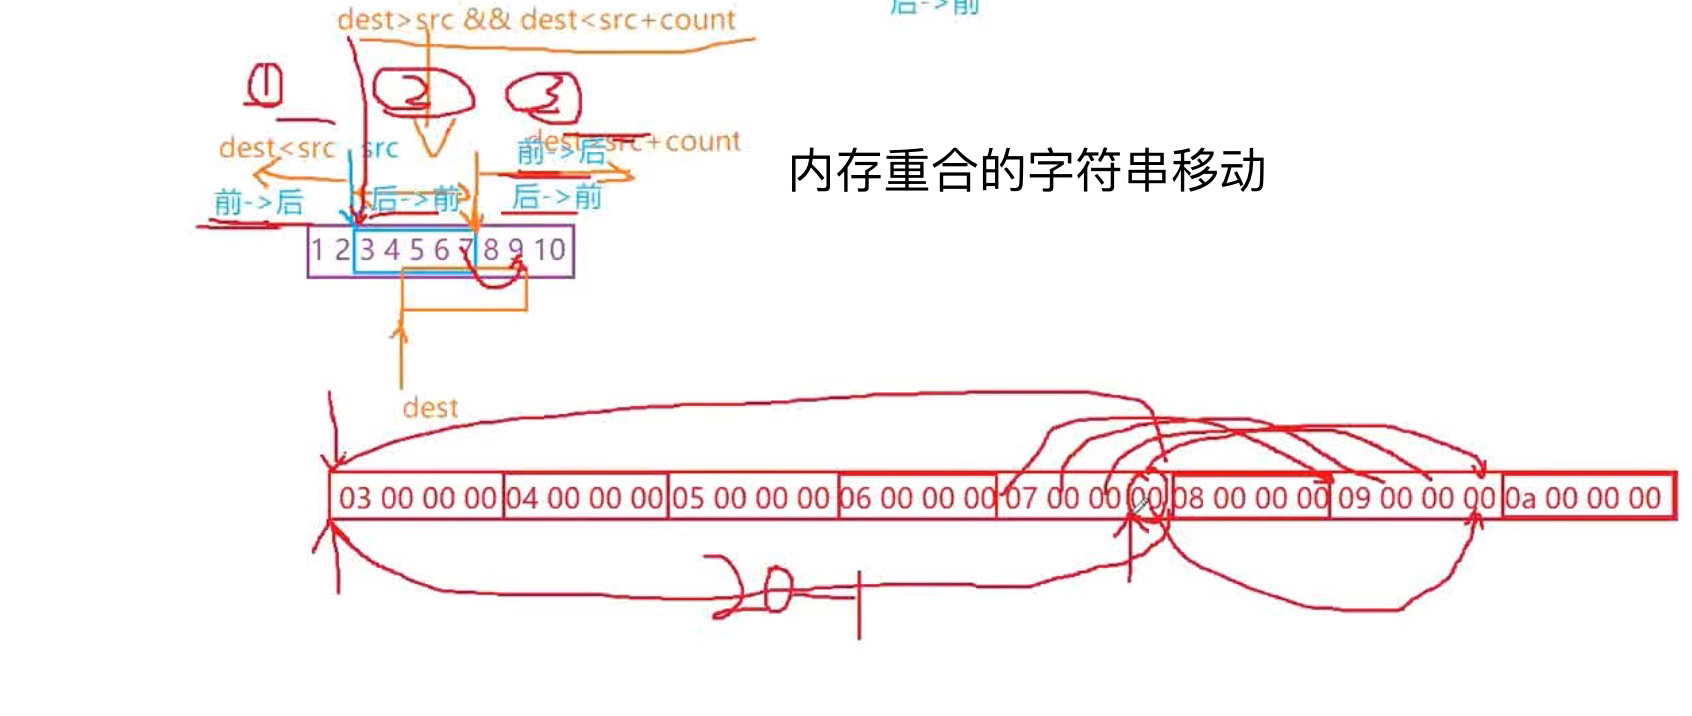 后->前
dest>src && dest<src+count
1 2 3
dest<src src dest>src+count
前->后
内存重合的字符串移动
前->后 后->前 后->前
1 2 3 4 5 6 7 8 9 10
dest
03 00 00 00 04 00 00 00 05 00 00 00 06 00 00 00 07 00 00 00 08 00 00 00 09 00 00 00 0a 00 00 00
20